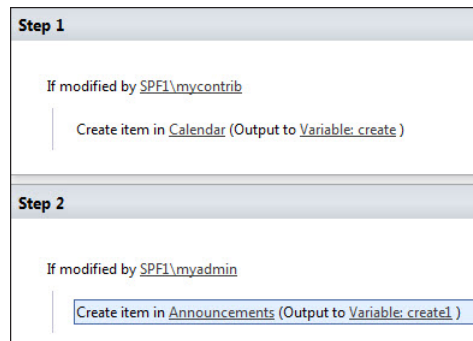 Step 1
If modified by SPF1\mycontrib
Create item in Calendar (Output to Variable: create )
Step 2
If modified by SPF1\myadmin
Create item in Announcements (Output to Variable: create1 )